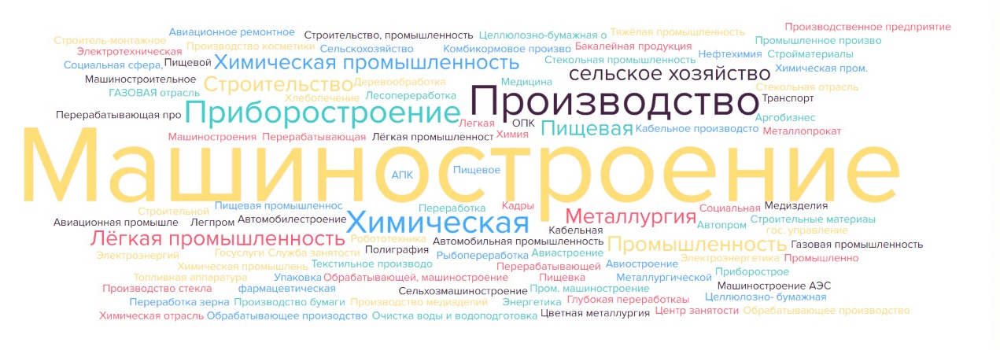 Авиационное ремонтное Строительство, промышленность Целлюлозно-бумажная о Тяжёлая промышленность Производственное предприятие
Строитель-монтажное Производство косметики Сельскохозяйство Комбикормовое произво Бакалейная продукция Промышленное произво
Электротехническая Стекольная промышленность Нефтехимия Стройматериалы
Социальная сфера, Пищевой Химическая промышленность сельское хозяйство Химическая пром.
Машиностроительное Строительство Деревообработка Медицина Производство Стекольная отрасль
ГАЗОВАЯ отрасль Хлебопечение Лесопереработка Транспорт
Перерабатывающая про Приборостроение Легкая ОПК Пищевая Кабельное производсто Аргобизнес
Машиностроения Перерабатывающая Лёгкая промышленност Химия Металлопрокат
Машиностроение
АПК Пищевое
Строительной Пищевая промышленнос Переработка Кадры Социальная Медизделия
Авиационная промышле Легпром Автомобилестроение Химическая Металлургия Автопром Строительные материаы
Лёгкая промышленность Робототехника Автомобильная промышленность Кабельная Промышленность гос. управление
Газовая промышленность
Электроэнергий Госуслуги Служба занятости Полиграфия Рыбопереработка Авиастроение Электроэнергетика Промышленно
Химическая промышлень Текстильное производо Перерабатывающей Авиостроение Приборострое
Топливная аппаратура Упаковка Обрабатывающей, машиностроение Пищевка Металлургической
Производство стекла фармацевтическая Сельхозмашиностроение Пром. машиностроение Машиностроение АЭС
Переработка зерна Производство бумаги Производство медизделий Энергетика Глубокая переработкаы Целлюлозно- бумажная
Химическая отрасль Обрабатывающее проиодство Очистка воды и водоподготовка Цветная металлургия Центр занятости Обрабатывающее производство